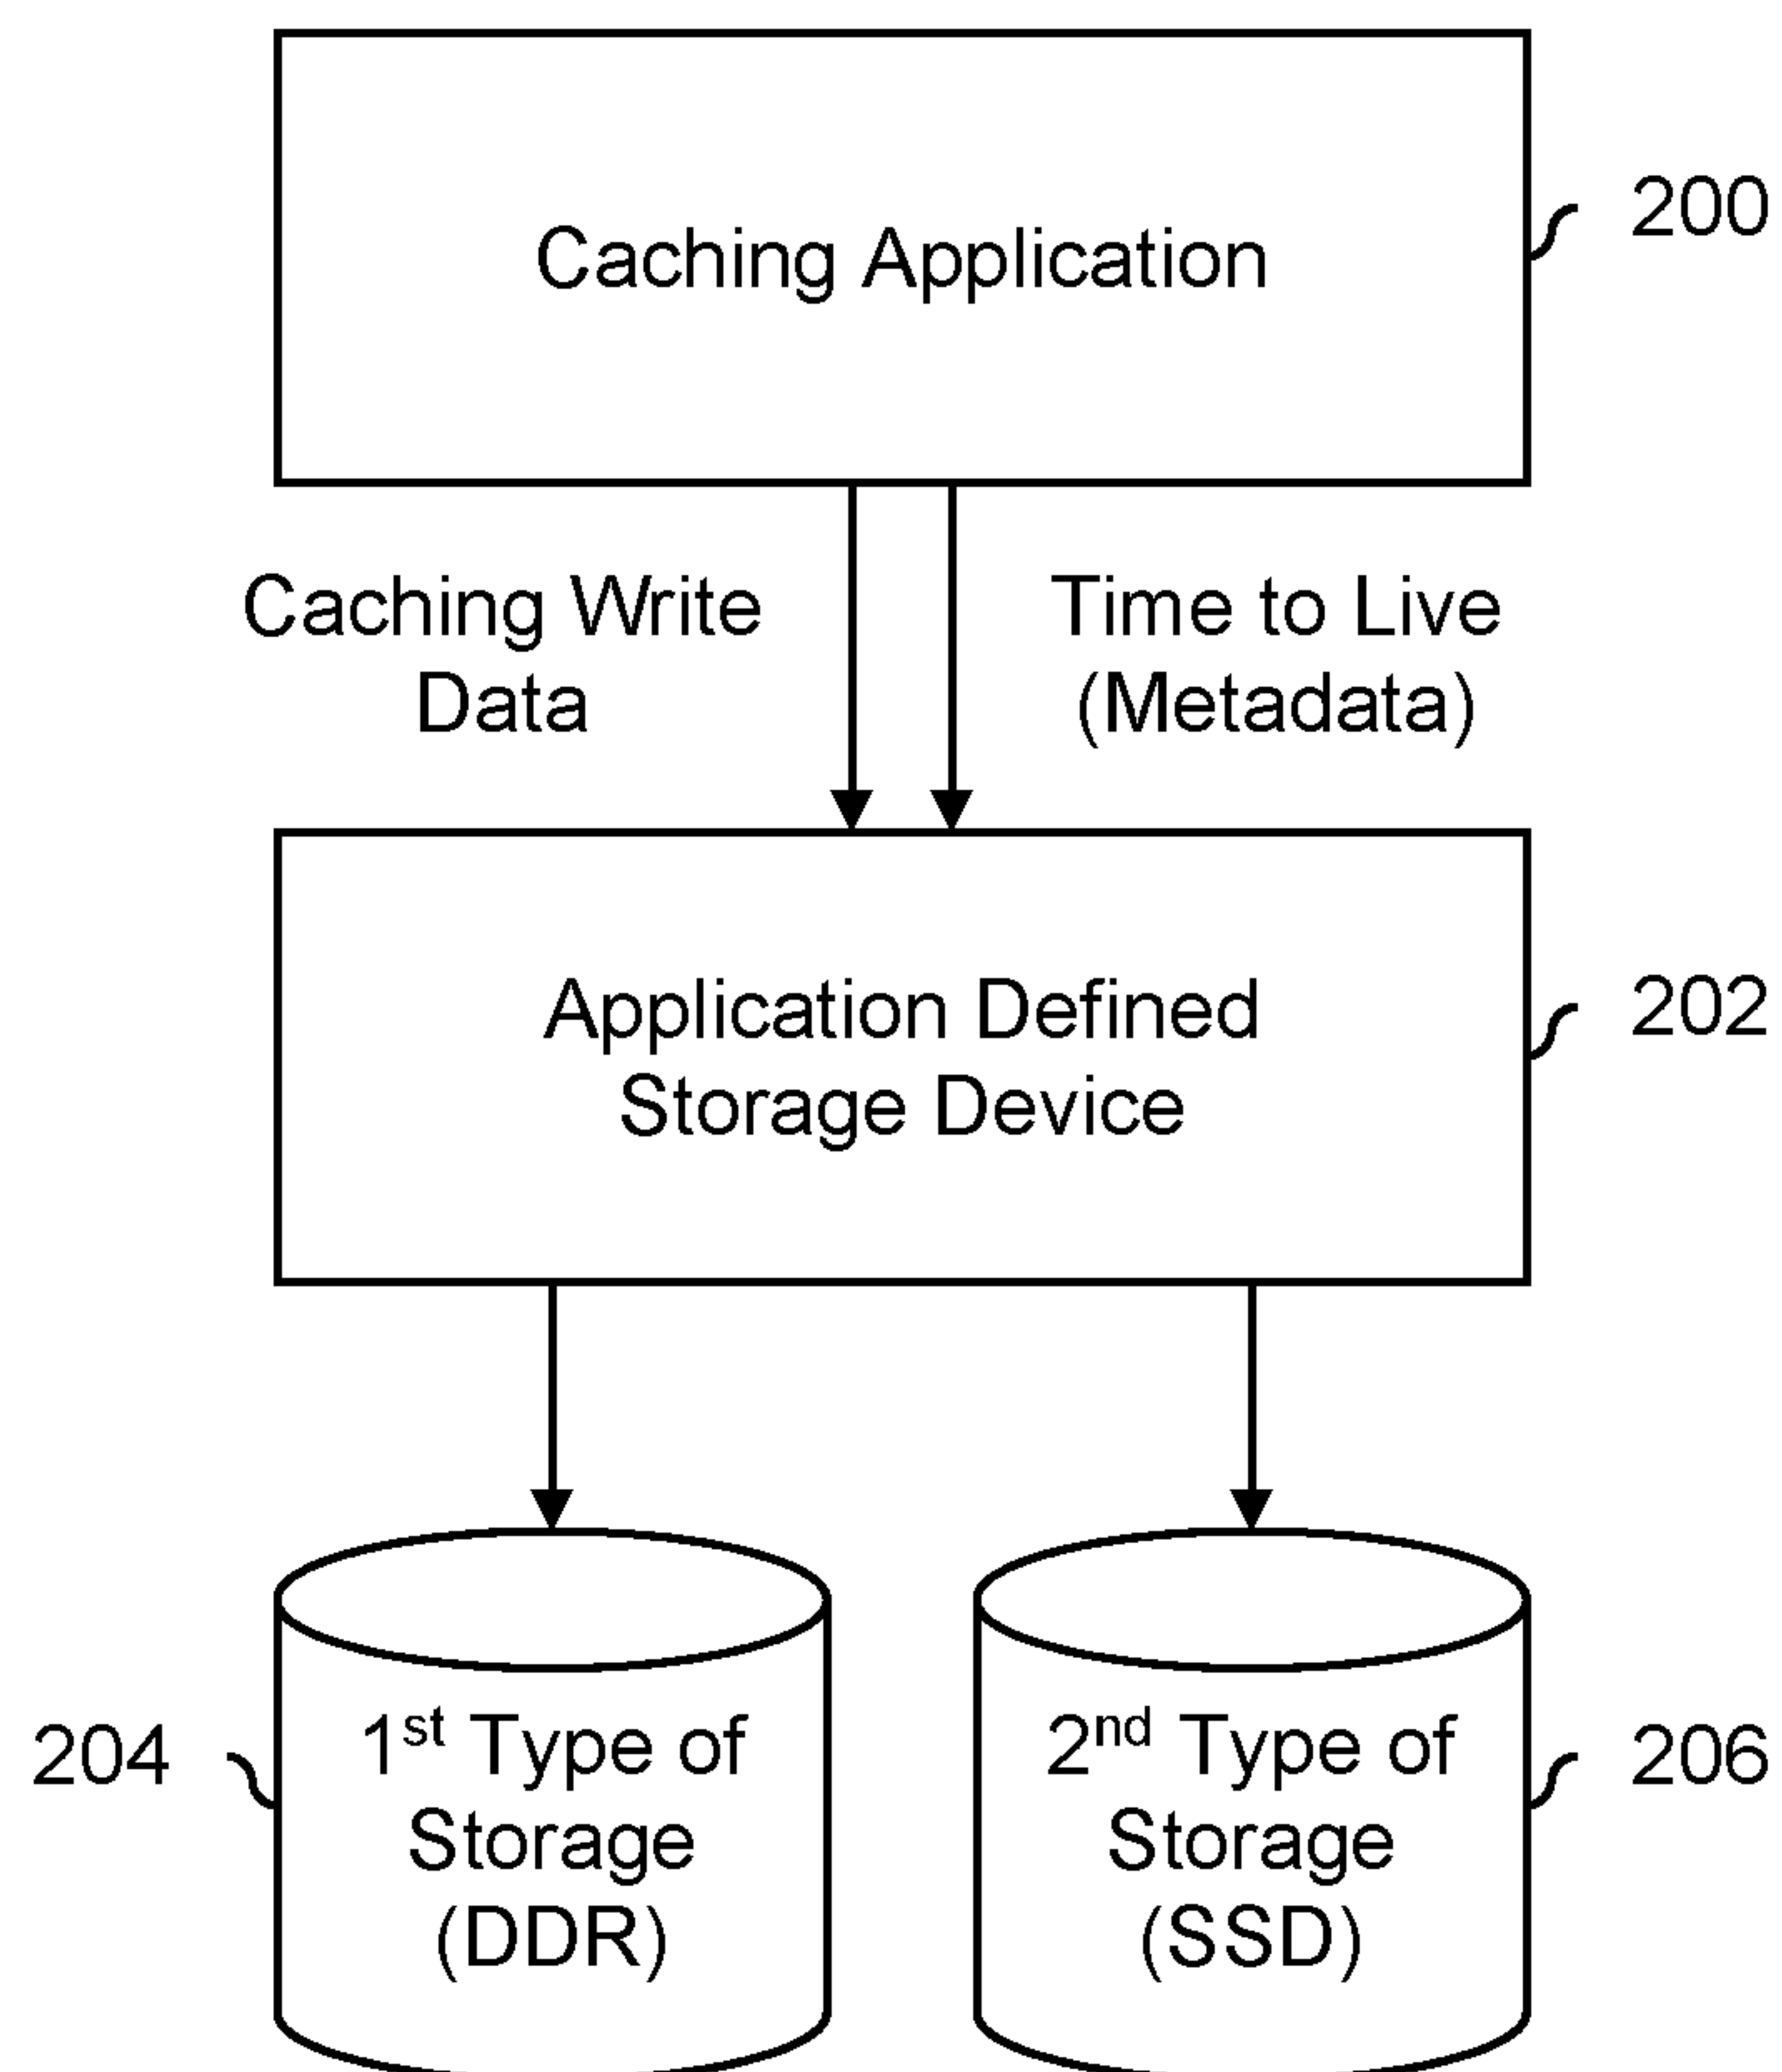 Caching Application
200
Caching Write
Data
Time to Live
(Metadata)
Application Defined
Storage Device
202
204
1st Type of
Storage
(DDR)
2nd Type of
Storage
(SSD)
206